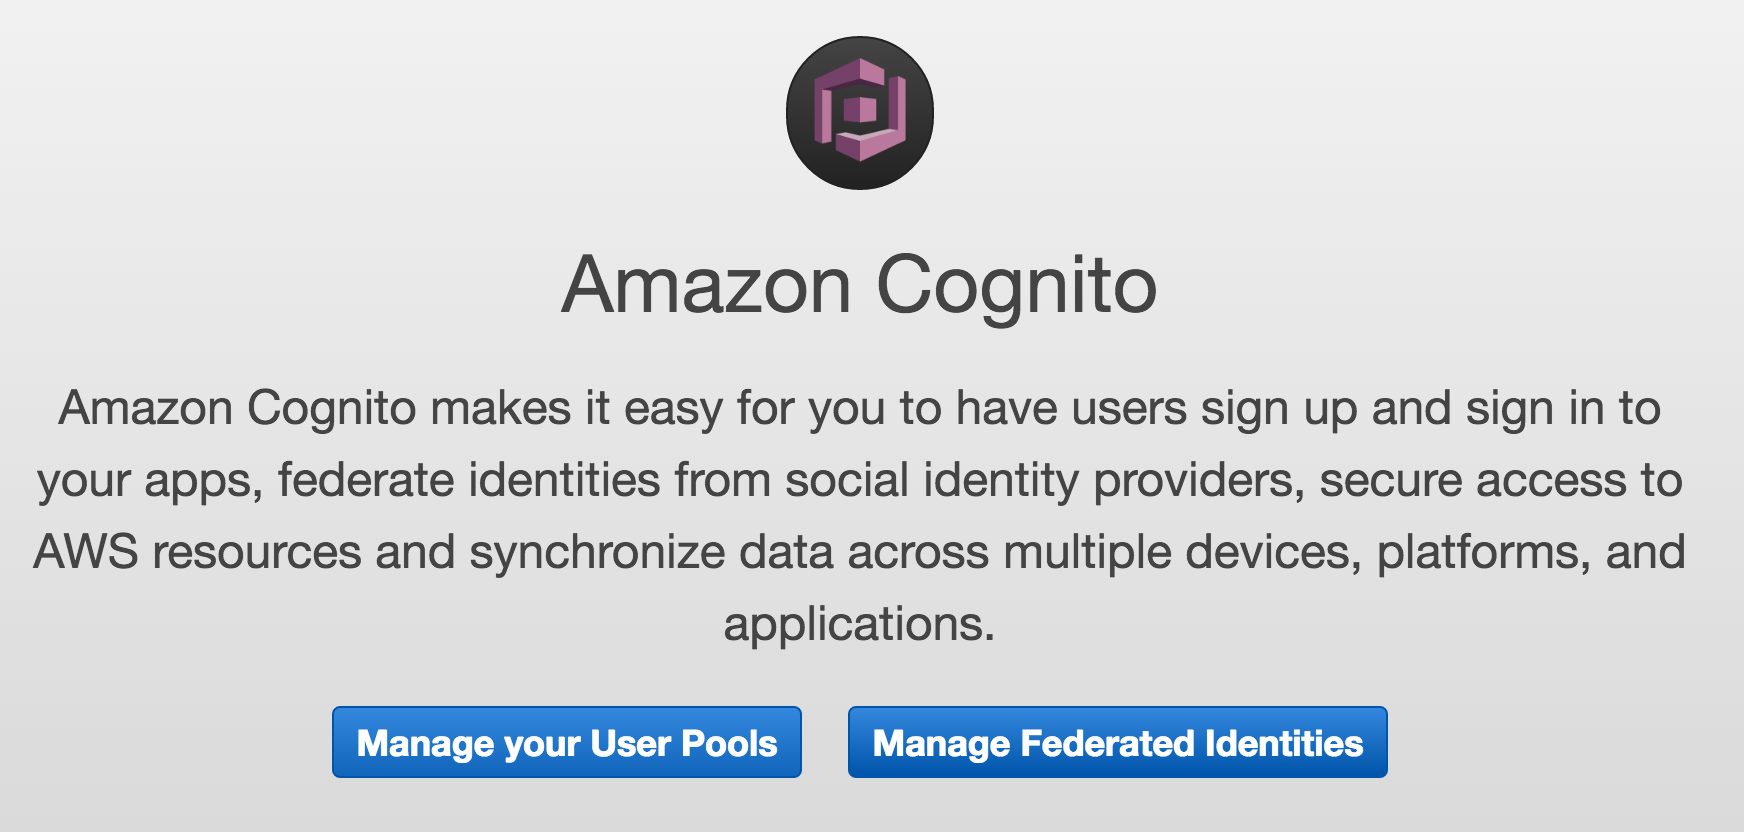 Amazon Cognito
Amazon Cognito makes it easy for you to have users sign up and sign in to
your apps, federate identities from social identity providers, secure access to
AWS resources and synchronize data across multiple devices, platforms, and
applications.
Manage your User Pools
Manage Federated Identities